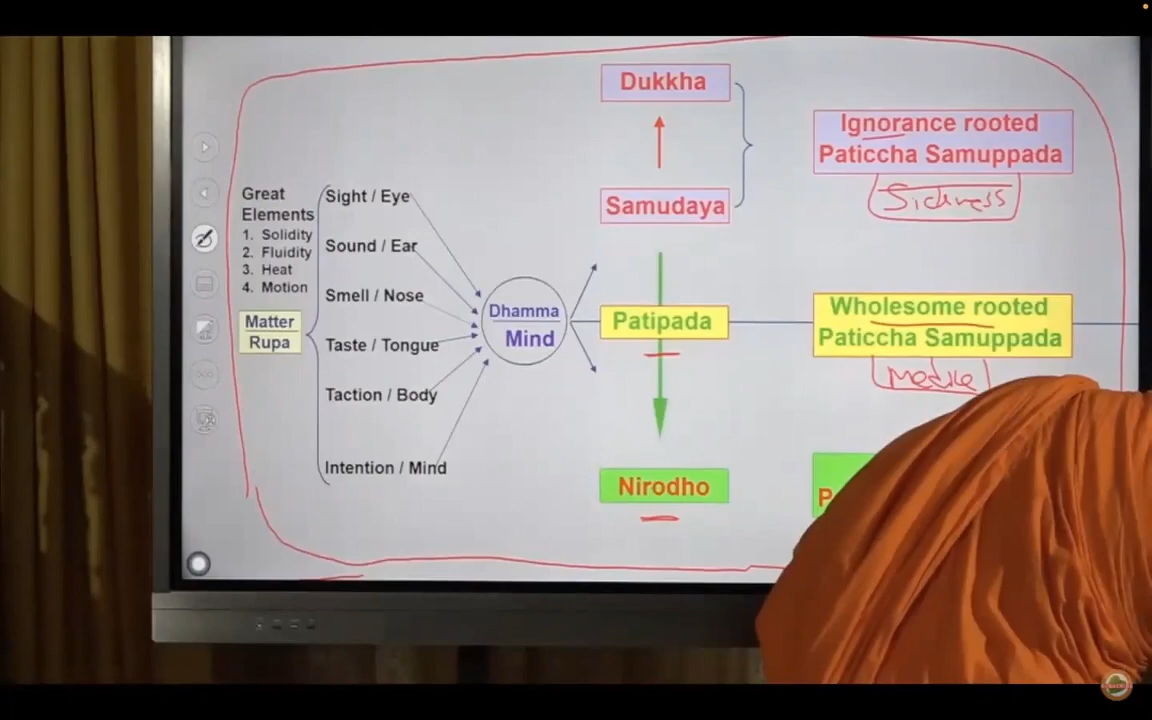 Great
Elements
1. Solidity
2. Fluidity
3. Heat
4. Motion
Matter
Rupa
Sight / Eye
Sound / Ear
Smell / Nose
Taste / Tongue
Taction / Body
Intention / Mind
Dhamma
Mind
Dukkha
Samudaya
Patipada
Nirodho
Ignorance rooted
Paticcha Samuppada
Sickness
Wholesome rooted
Paticcha Samuppada
P